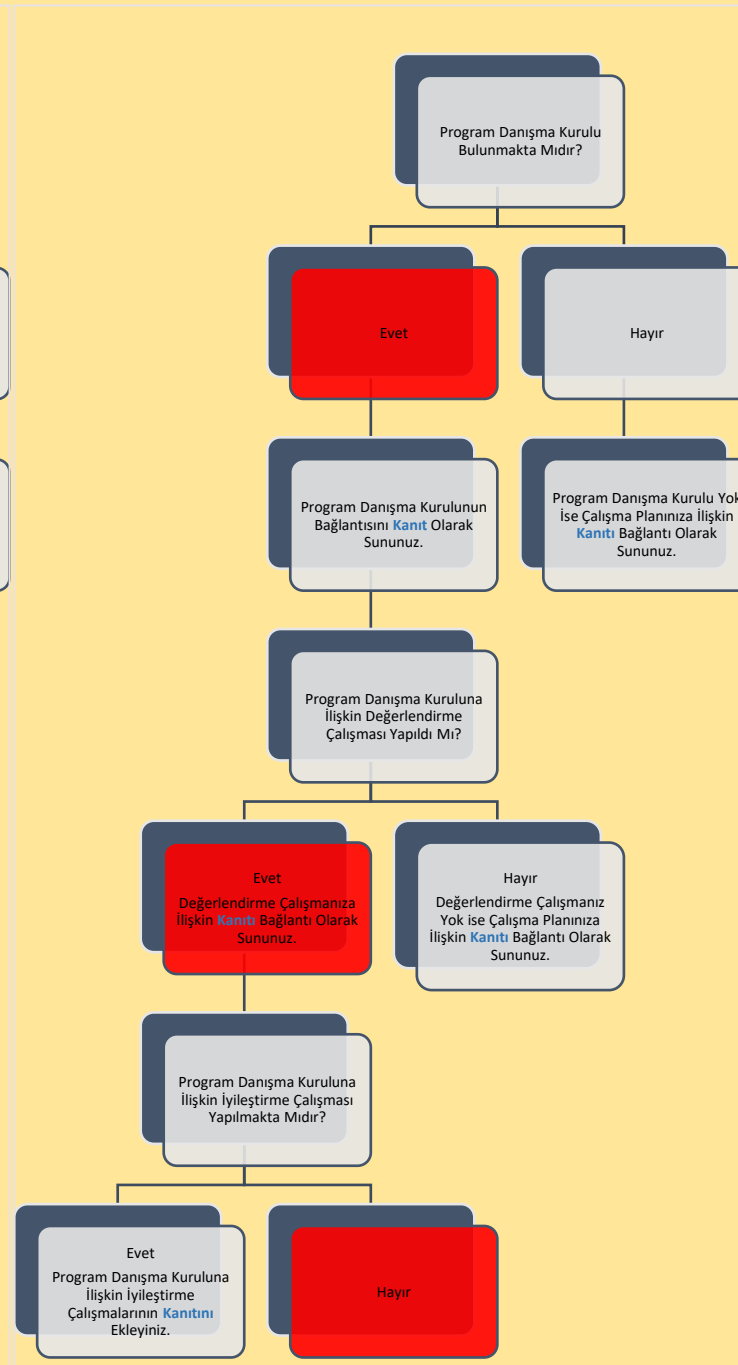 Program Danışma Kurulu
Bulunmakta Mıdır?
Evet
Hayır
Program Danışma Kurulunun
Bağlantısını Kanıt Olarak
Sununuz.
Program Danışma Kurulu Yok
İse Çalışma Planınıza İlişkin
Kanıtı Bağlantı Olarak
Sununuz.
Program Danışma Kuruluna
İlişkin Değerlendirme
Çalışması Yapıldı Mı?
Evet
Değerlendirme Çalışmanıza
İlişkin Kanıtı Bağlantı Olarak
Sununuz.
Hayır
Değerlendirme Çalışmanız
Yok ise Çalışma Planınıza
İlişkin Kanıtı Bağlantı Olarak
Sununuz.
Program Danışma Kuruluna
İlişkin İyileştirme Çalışması
Yapılmakta Mıdır?
Evet
Program Danışma Kuruluna
İlişkin İyileştirme
Çalışmalarının Kanıtını
Ekleyiniz.
Hayır